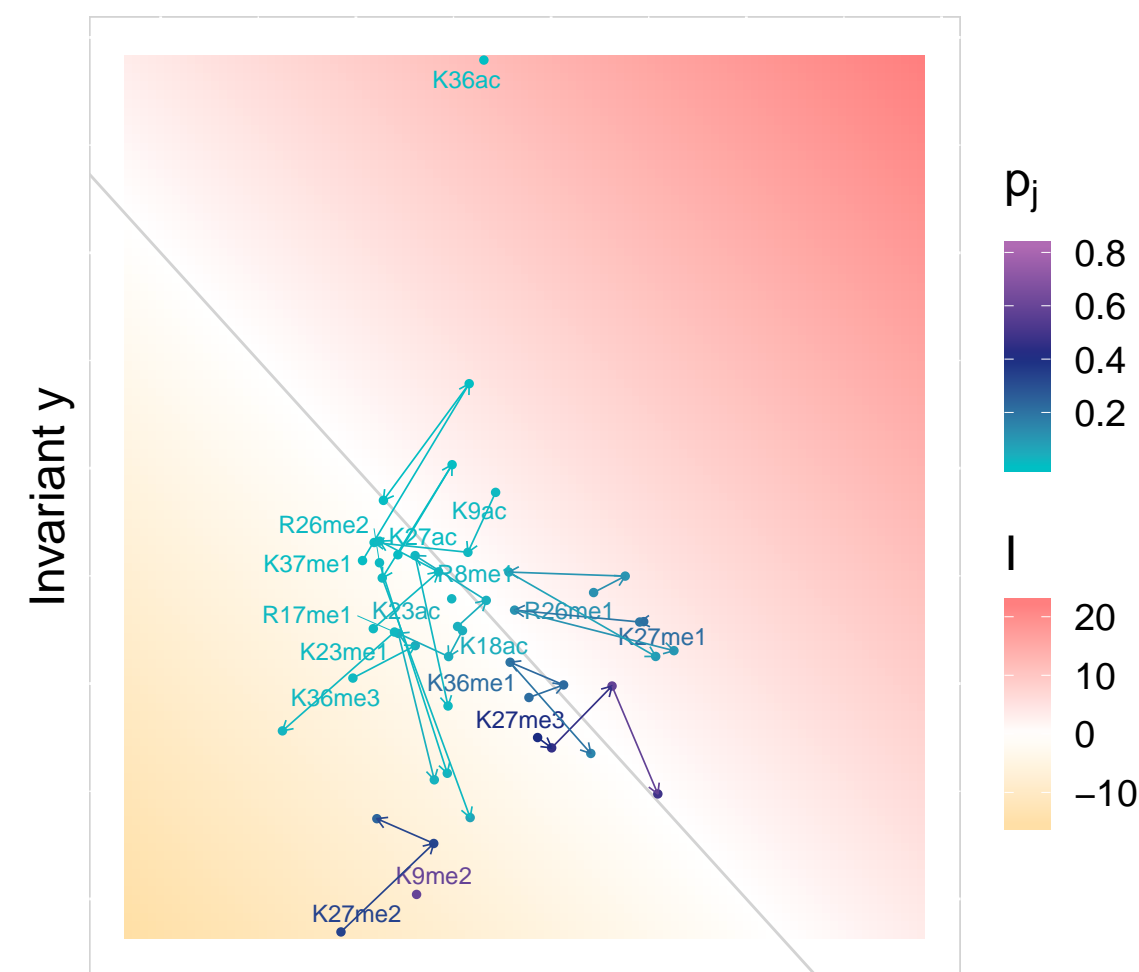 K36ac
K9ac
R26me2
K27ac
K37me1
R8me1
R17me1
K23ac
R26me1
K27me1
K23me1
K18ac
K36me1
K36me3
K27me3
K9me2
K27me2
Invariant y
pj
0.8
0.6
0.4
0.2
I
20
10
0
−10